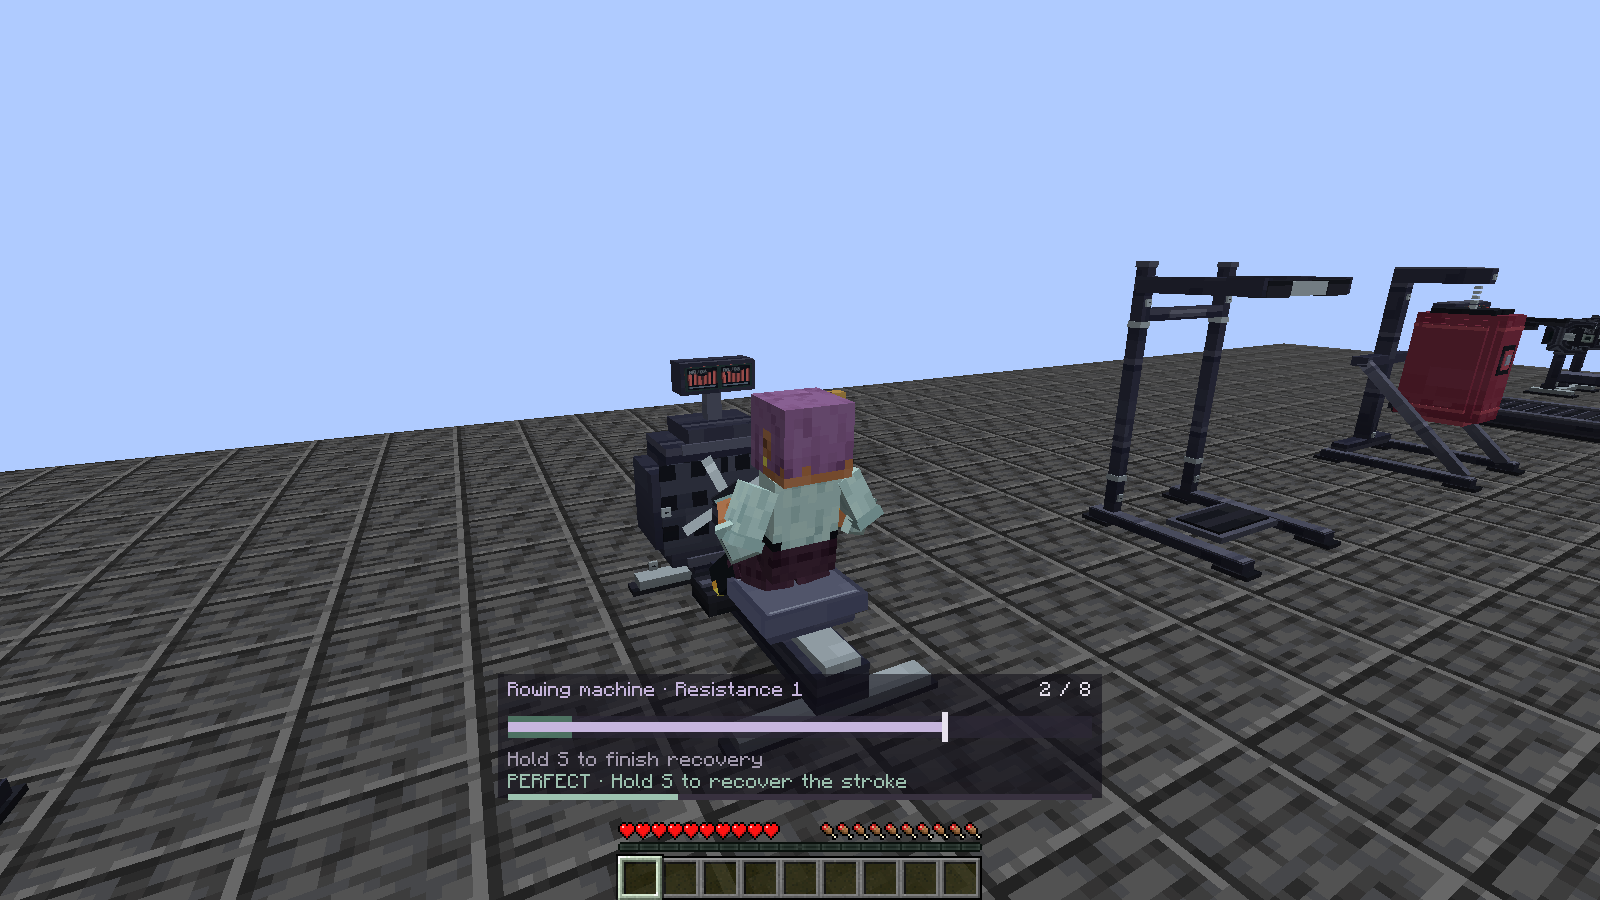 Rowing machine · Resistance 1
2 / 8
Hold S to finish recovery
PERFECT · Hold S to recover the stroke